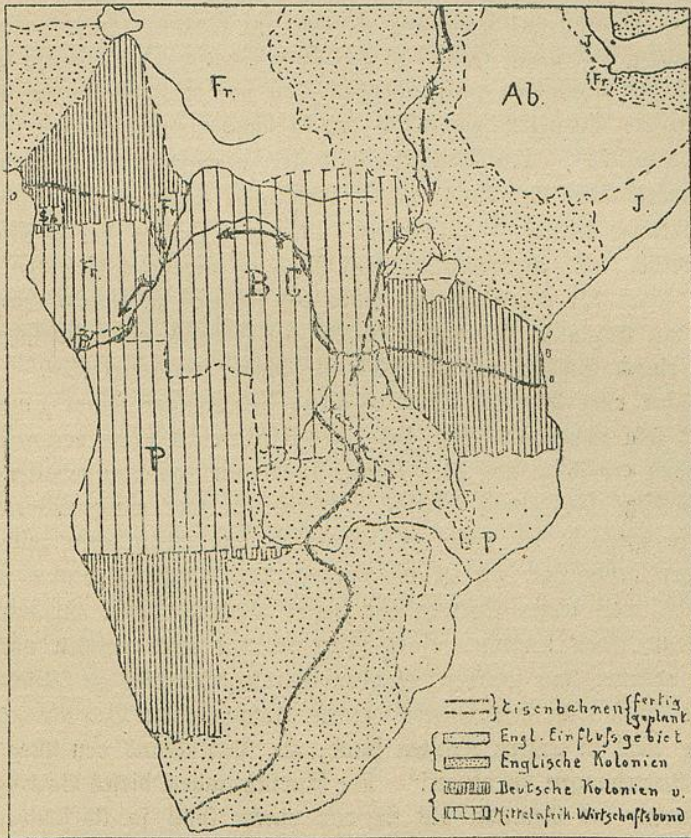 Fr.
Ab.
J.
Fr.
J.
Fr.
Fr.
B.C
P
P
Eisenbahnen { fertig
geplant
Engl. Einflußgebiet
Englische Kolonien
Deutsche Kolonien u.
Mittelafrik. Wirtschaftsbund